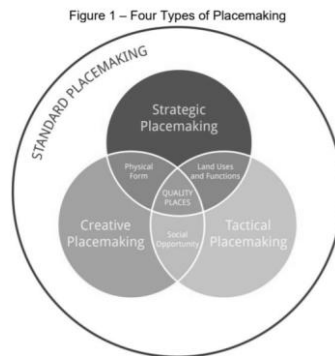 Figure 1 – Four Types of Placemaking
STANDARD PLACEMAKING
Strategic
Placemaking
Physical
Form
Land Uses
and Functions
QUALITY
PLACES
Creative
Placemaking
Social
Opportunity
Tactical
Placemaking